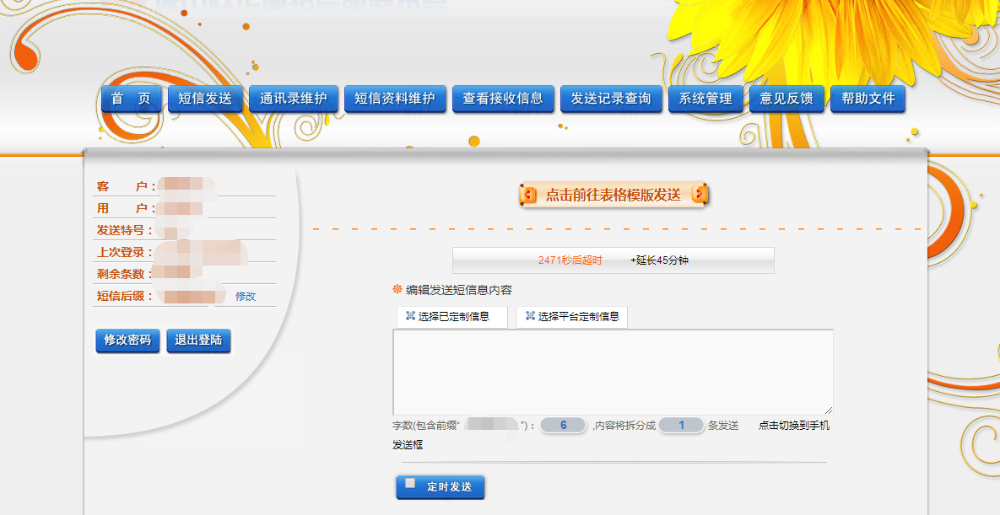 首 页 短信发送 通讯录维护 短信资料维护 查看接收信息 发送记录查询 系统管理 意见反馈 帮助文件
客 户：
用 户：
发送特号：
上次登录：
剩余条数：
短信后缀： 修改
修改密码 退出登陆
点击前往表格模版发送
2471秒后超时 +延长45分钟
编辑发送短信息内容
选择已定制信息 选择平台定制信息
字数(包含前缀“ ”)： 6 ,内容将拆分成 1 条发送 点击切换到手机
发送框
定时发送